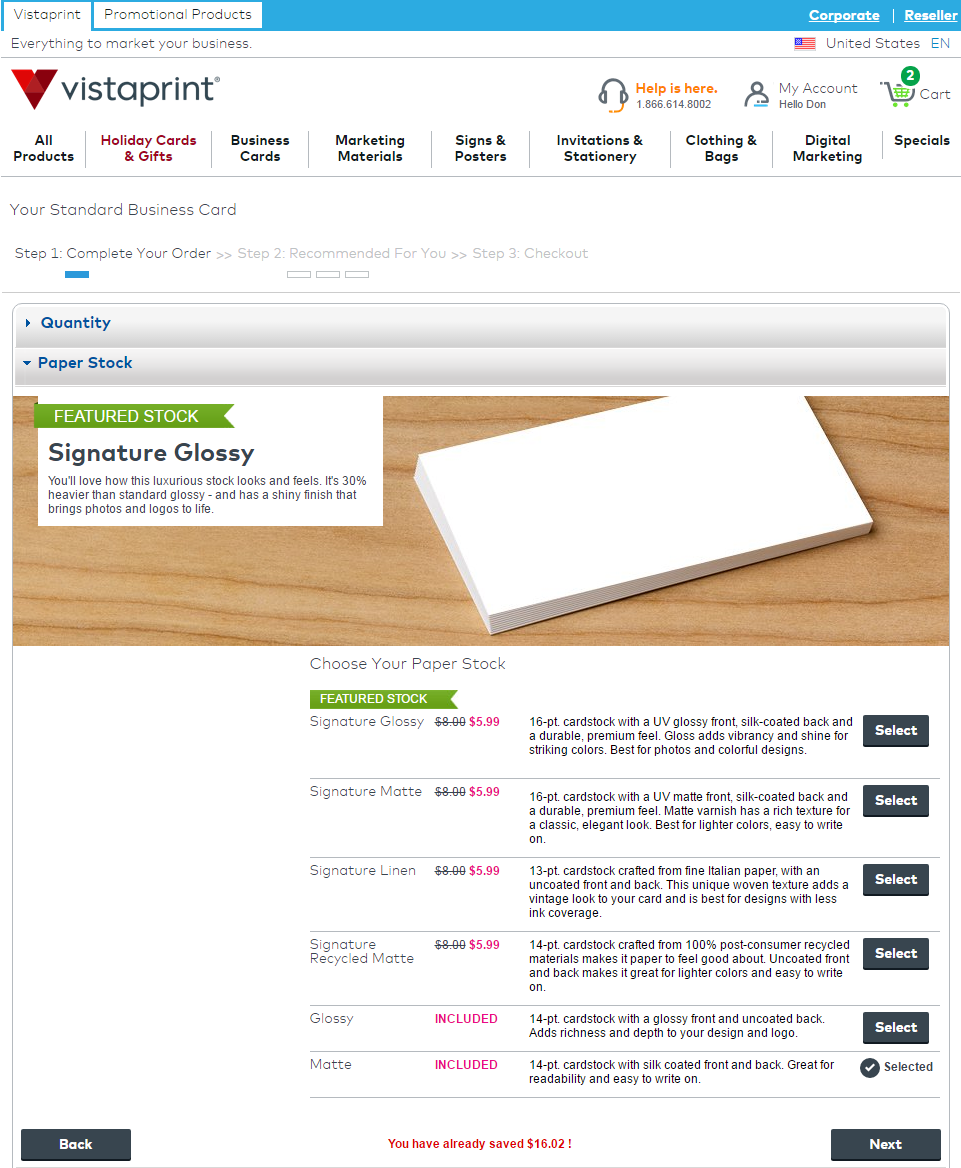 Vistaprint
Promotional Products
Corporate | Reseller
Everything to market your business.
United States EN
vistaprint®
Help is here.
1.866.614.8002
My Account
Hello Don
2
Cart
All Products
Holiday Cards & Gifts
Business Cards
Marketing Materials
Signs & Posters
Invitations & Stationery
Clothing & Bags
Digital Marketing
Specials
Your Standard Business Card
Step 1: Complete Your Order >> Step 2: Recommended For You >> Step 3: Checkout
Quantity
Paper Stock
FEATURED STOCK
Signature Glossy
You'll love how this luxurious stock looks and feels. It's 30%
heavier than standard glossy - and has a shiny finish that
brings photos and logos to life.
Choose Your Paper Stock
FEATURED STOCK
Signature Glossy
$8.00 $5.99
16-pt. cardstock with a UV glossy front, silk-coated back and
a durable, premium feel. Gloss adds vibrancy and shine for
striking colors. Best for photos and colorful designs.
Select
Signature Matte
$8.00 $5.99
16-pt. cardstock with a UV matte front, silk-coated back and
a durable, premium feel. Matte varnish has a rich texture for
a classic, elegant look. Best for lighter colors, easy to write
on.
Select
Signature Linen
$8.00 $5.99
13-pt. cardstock crafted from fine Italian paper, with an
uncoated front and back. This unique woven texture adds a
vintage look to your card and is best for designs with less
ink coverage.
Select
Signature
Recycled Matte
$8.00 $5.99
14-pt. cardstock crafted from 100% post-consumer recycled
materials makes it paper to feel good about. Uncoated front
and back makes it great for lighter colors and easy to write
on.
Select
Glossy
INCLUDED
14-pt. cardstock with a glossy front and uncoated back.
Adds richness and depth to your design and logo.
Select
Matte
INCLUDED
14-pt. cardstock with silk coated front and back. Great for
readability and easy to write on.
Selected
Back
You have already saved $16.02 !
Next